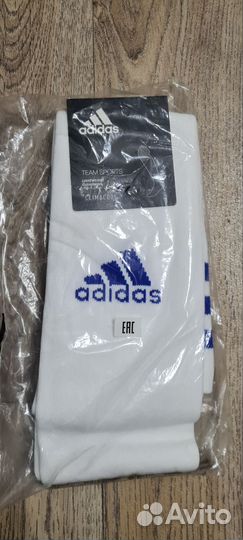 adidas
TEAM SPORTS
CLIMACOOL
adidas
EAC
Avito